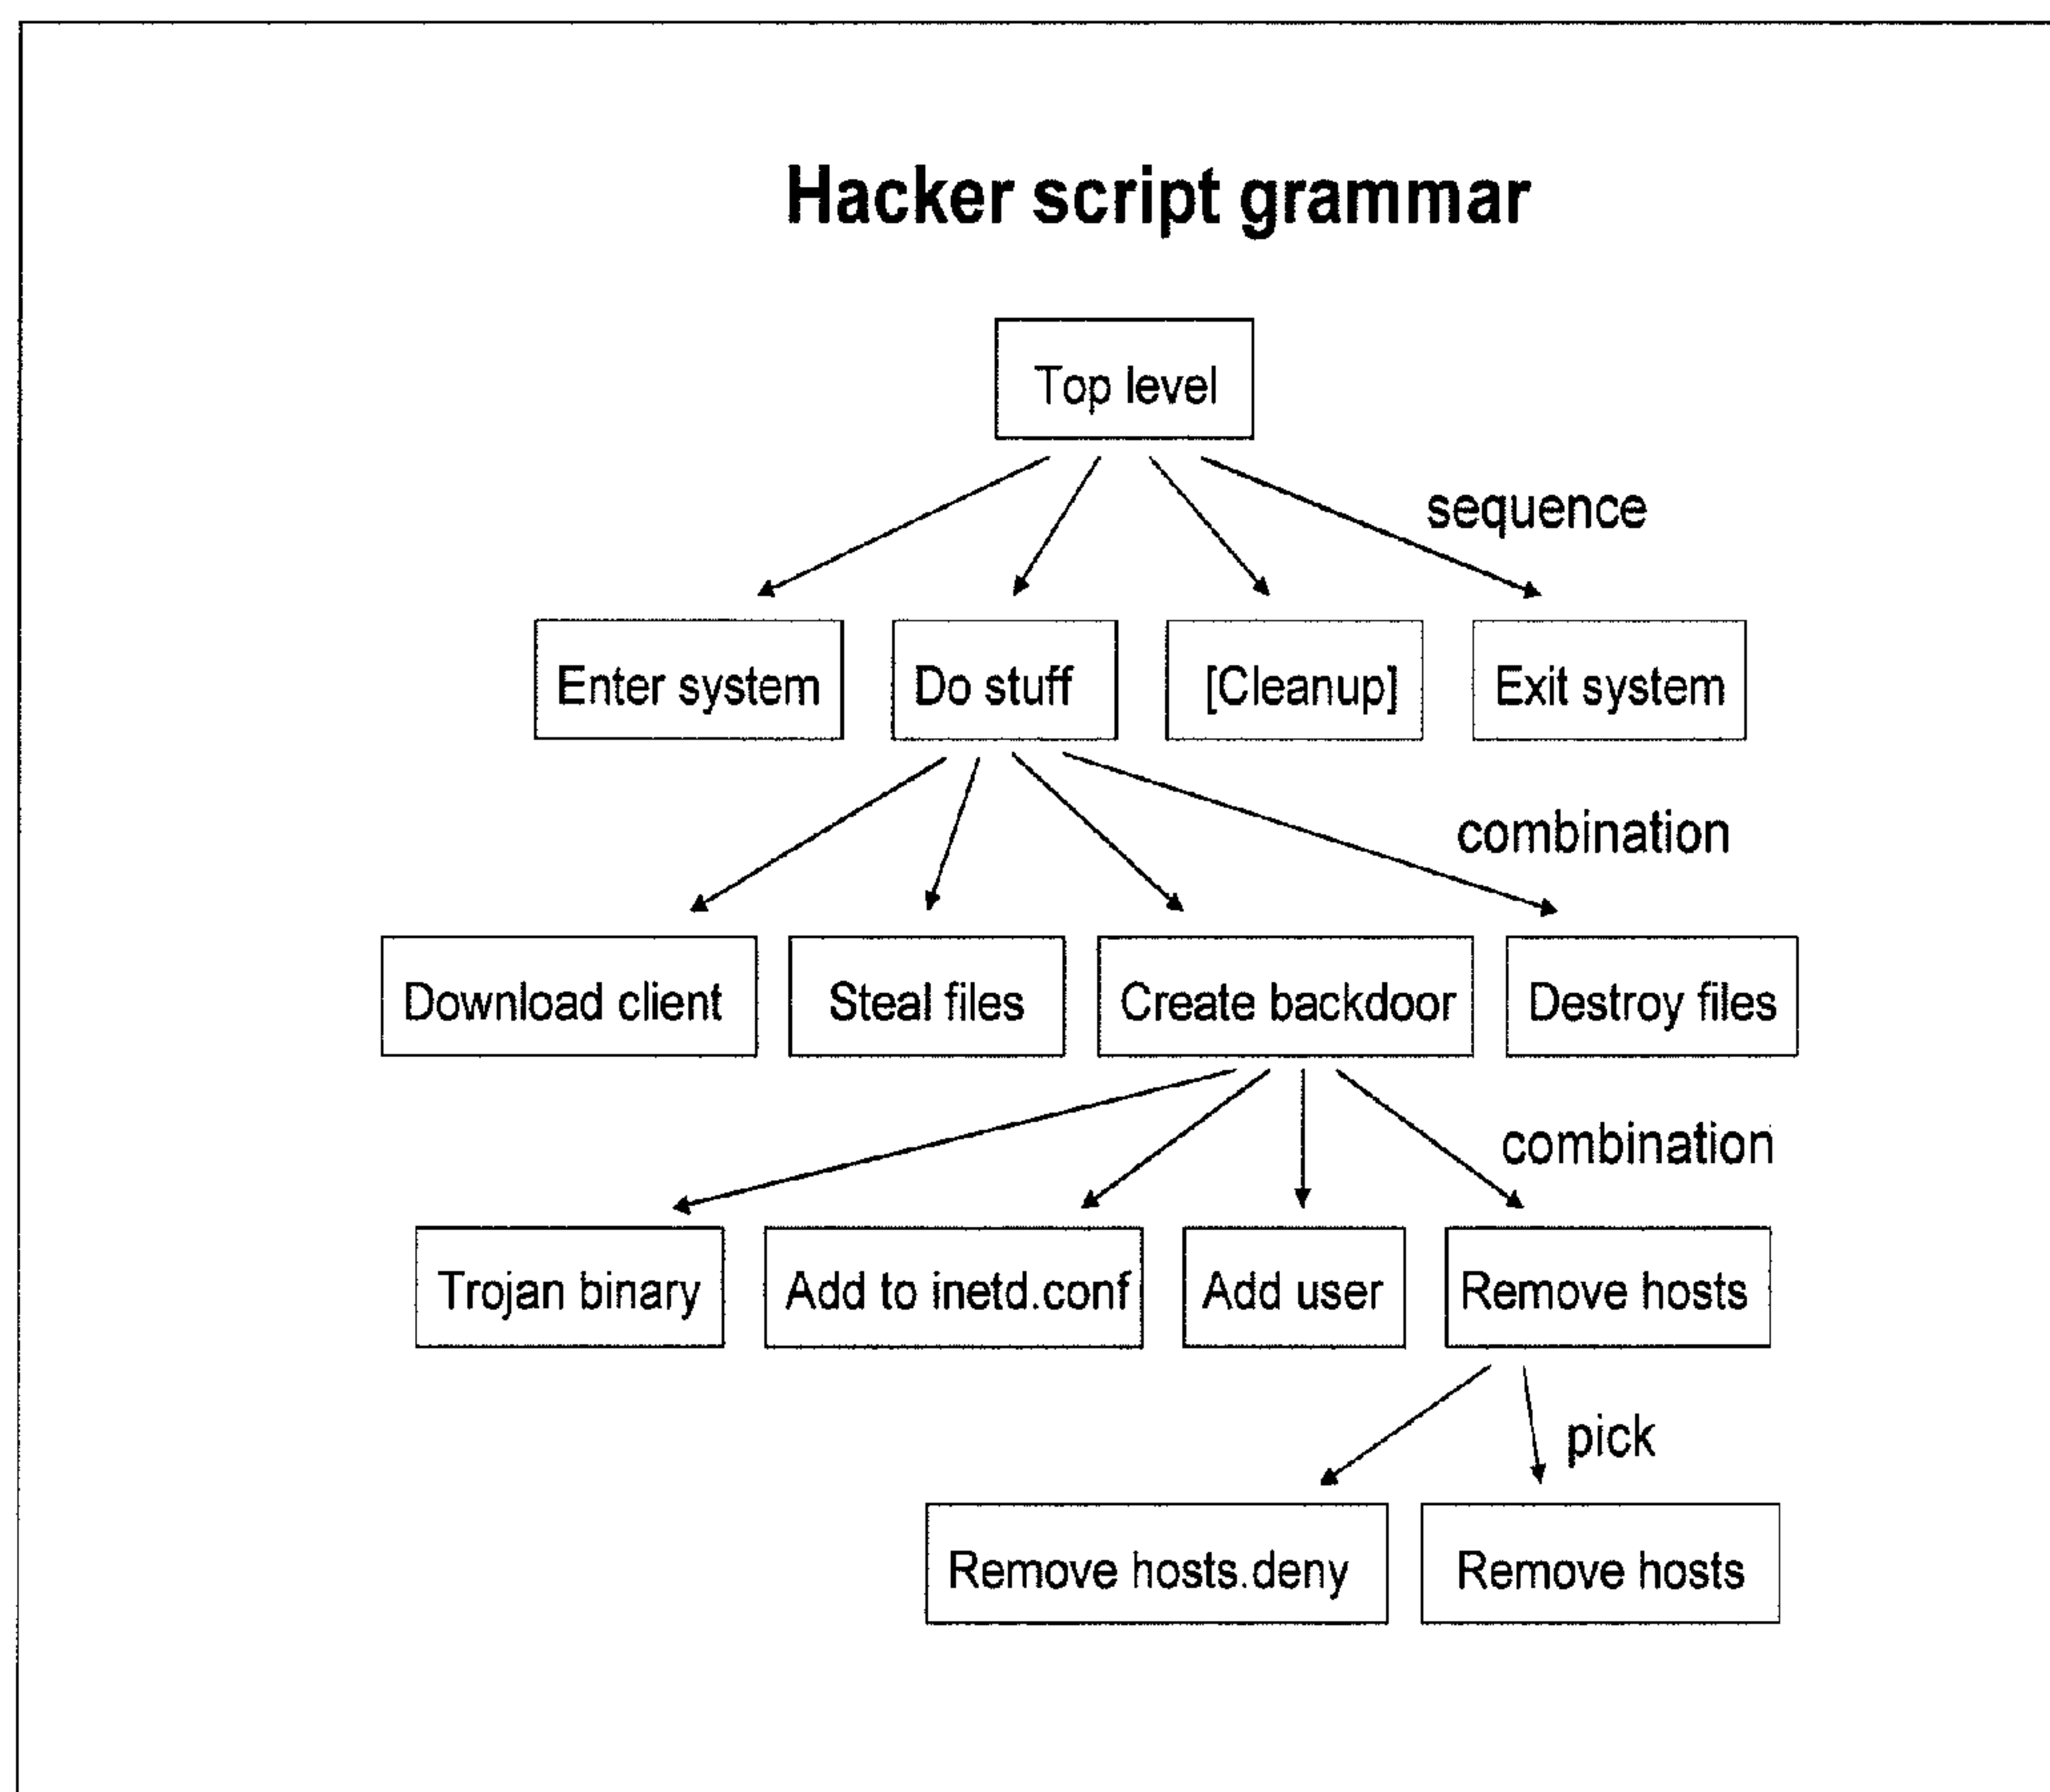 Hacker script grammar
Top level
sequence
Enter system
Do stuff
[Cleanup]
Exit system
combination
Download client
Steal files
Create backdoor
Destroy files
combination
Trojan binary
Add to inetd.conf
Add user
Remove hosts
pick
Remove hosts.deny
Remove hosts